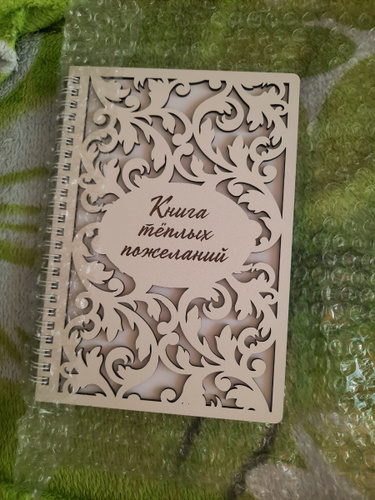 Книга
тёплых
пожеланий